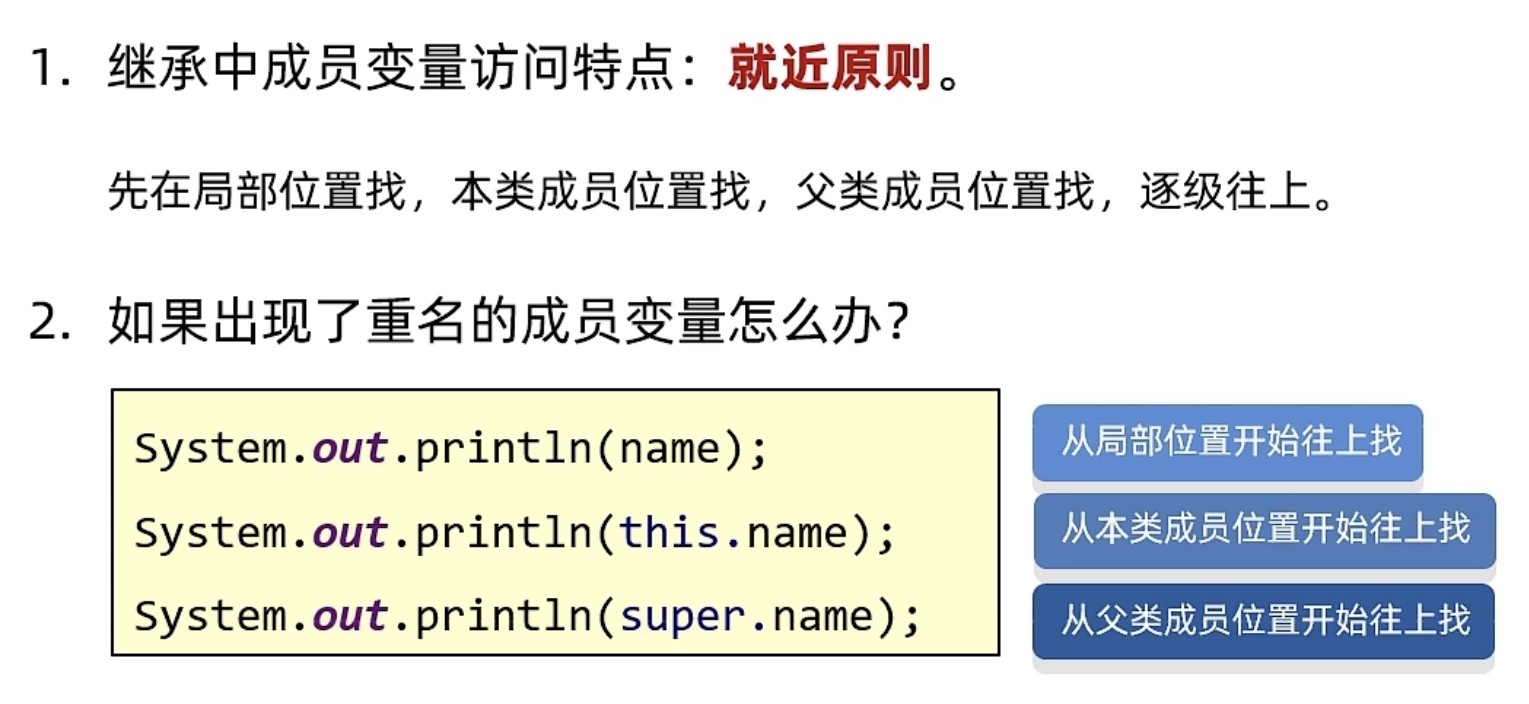 1. 继承中成员变量访问特点：就近原则。
先在局部位置找，本类成员位置找，父类成员位置找，逐级往上。
2. 如果出现了重名的成员变量怎么办？
System.out.println(name);
从局部位置开始往上找
System.out.println(this.name);
从本类成员位置开始往上找
System.out.println(super.name);
从父类成员位置开始往上找